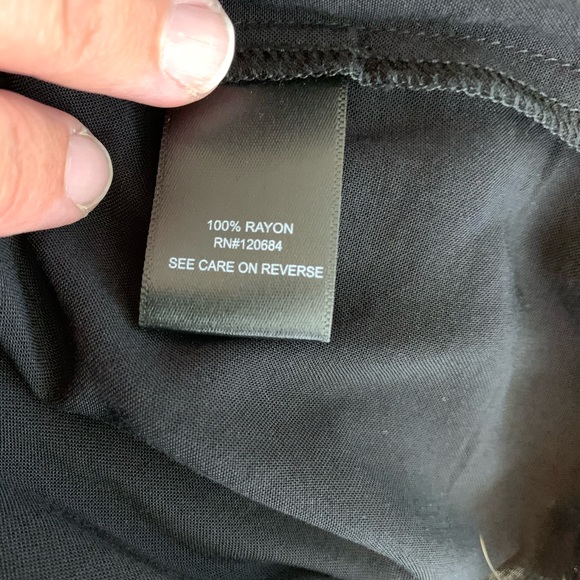 100% RAYON
RN#120684
SEE CARE ON REVERSE